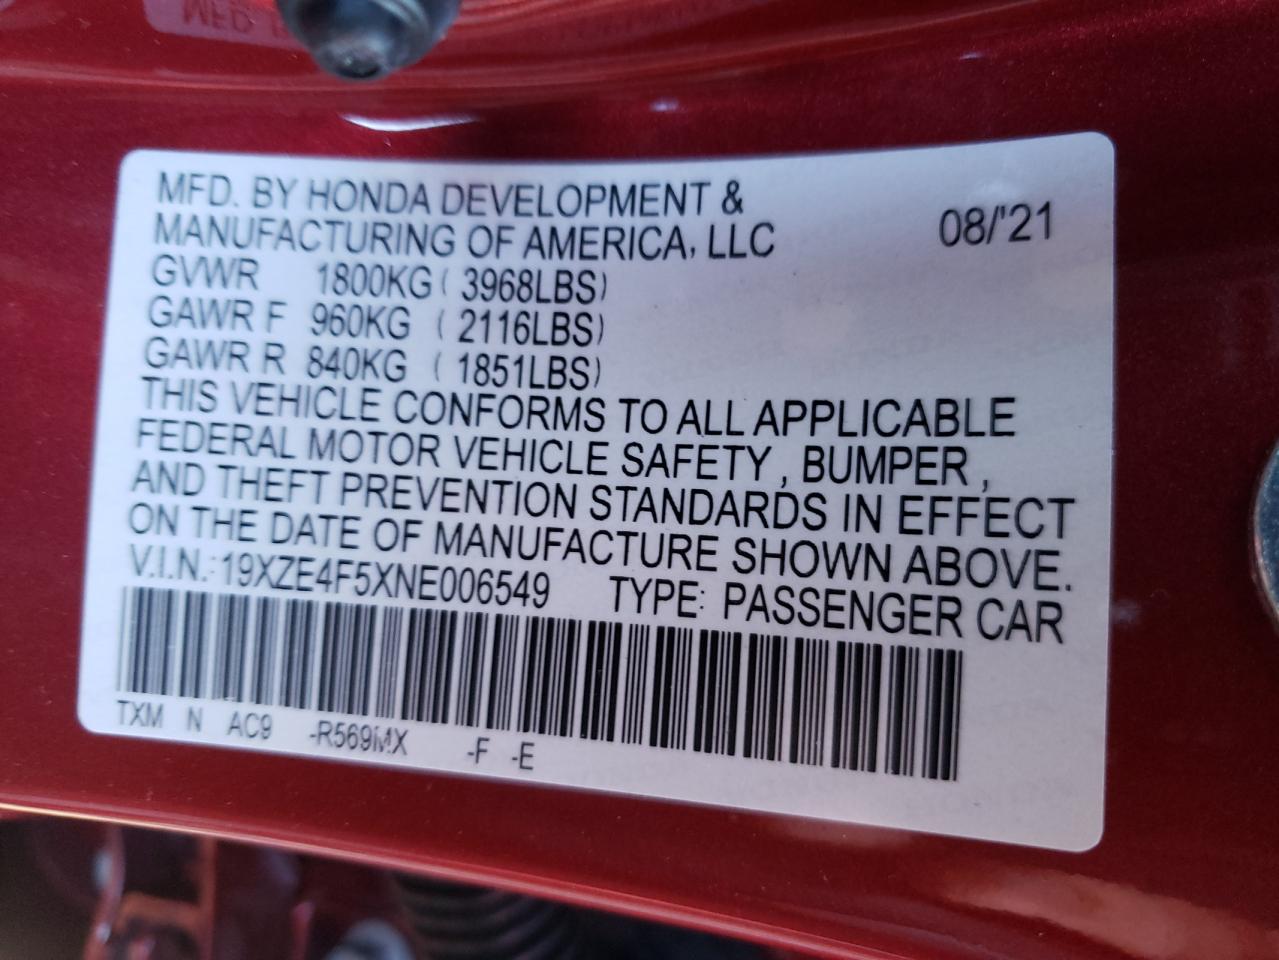 MFD. BY HONDA DEVELOPMENT &
MANUFACTURING OF AMERICA, LLC 08/'21
GVWR 1800KG ( 3968LBS)
GAWR F 960KG ( 2116LBS)
GAWR R 840KG ( 1851LBS)
THIS VEHICLE CONFORMS TO ALL APPLICABLE
FEDERAL MOTOR VEHICLE SAFETY , BUMPER ,
AND THEFT PREVENTION STANDARDS IN EFFECT
ON THE DATE OF MANUFACTURE SHOWN ABOVE.
V.I.N.: 19XZE4F5XNE006549 TYPE: PASSENGER CAR
TXM N AC9 -R569MX -F -E